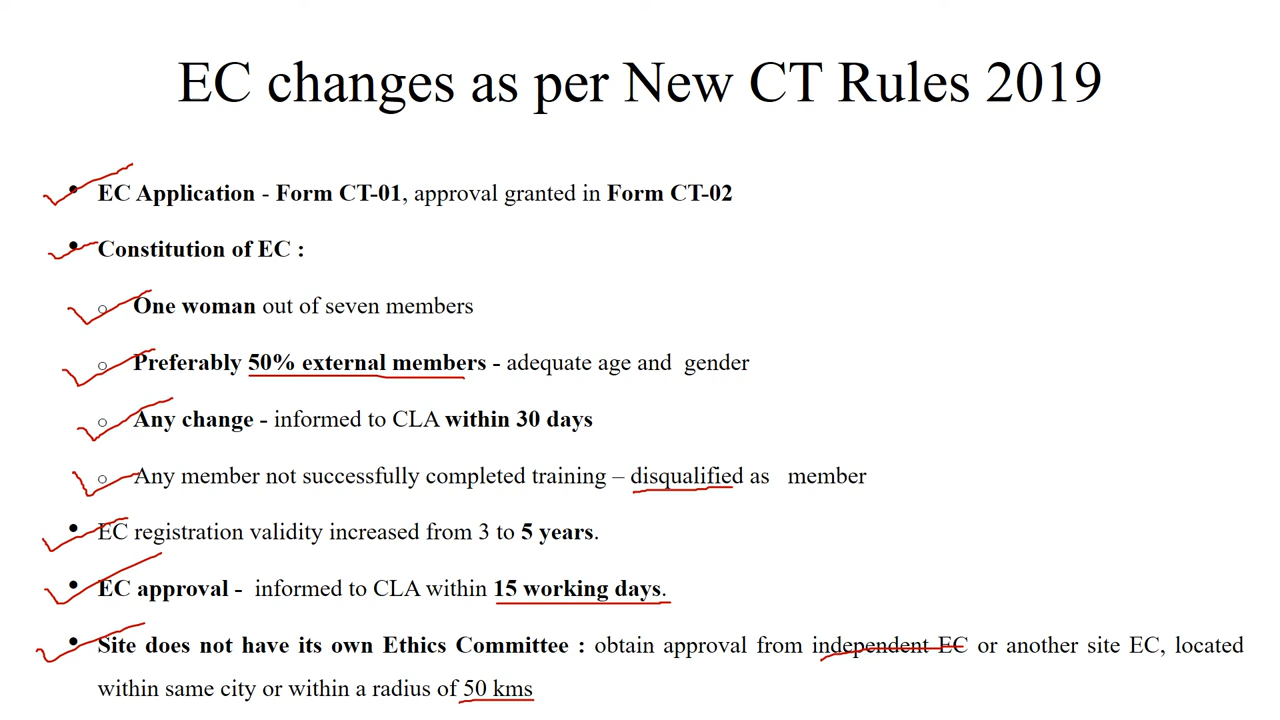 EC changes as per New CT Rules 2019
• EC Application - Form CT-01, approval granted in Form CT-02
• Constitution of EC :
○ One woman out of seven members
○ Preferably 50% external members - adequate age and gender
○ Any change - informed to CLA within 30 days
○ Any member not successfully completed training – disqualified as member
• EC registration validity increased from 3 to 5 years.
• EC approval - informed to CLA within 15 working days.
• Site does not have its own Ethics Committee : obtain approval from independent EC or another site EC, located
within same city or within a radius of 50 kms